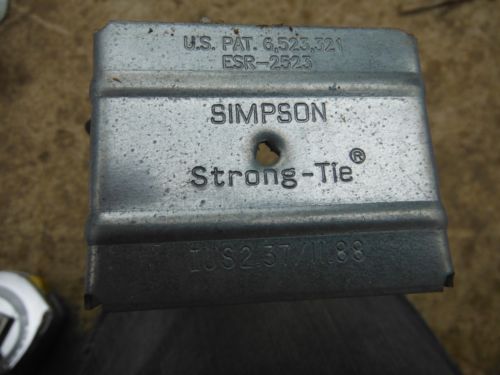 U.S. PAT. 6,523,321
ESR-2523
SIMPSON
Strong-Tie®
IUS2.37/11.88